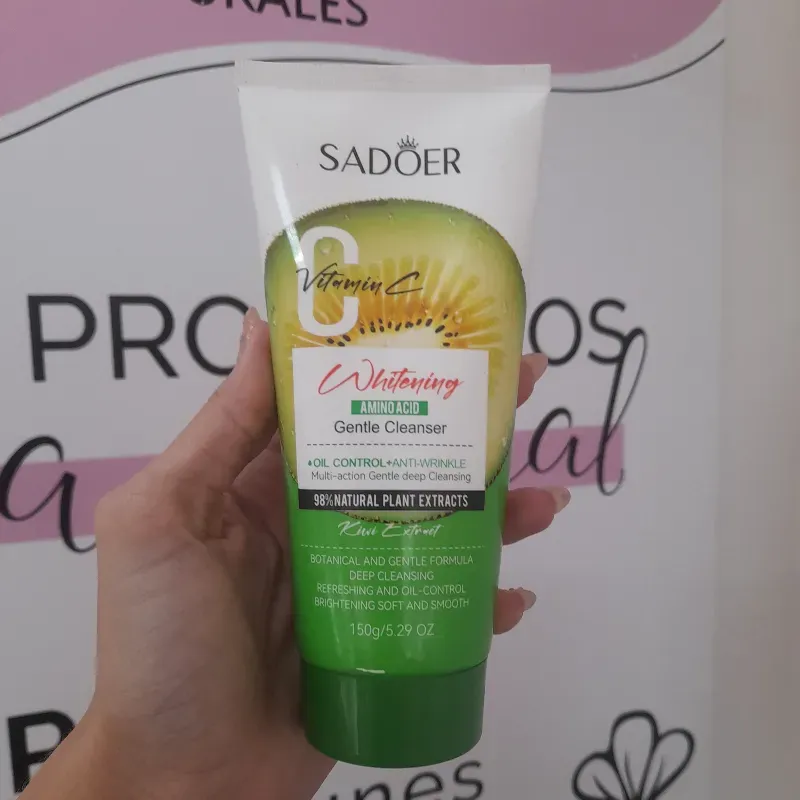 SADOER
C
Vitamin C
Whitening
AMINO ACID
Gentle Cleanser
OIL CONTROL+ANTI-WRINKLE
Multi-action Gentle deep Cleansing
98%NATURAL PLANT EXTRACTS
Kiwi Extract
BOTANICAL AND GENTLE FORMULA
DEEP CLEANSING
REFRESHING AND OIL-CONTROL
BRIGHTENING SOFT AND SMOOTH
150g/5.29 OZ